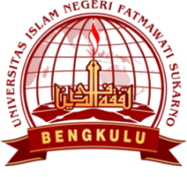 UNIVERSITAS ISLAM NEGERI FATMAWATI SUKARNO
BENGKULU